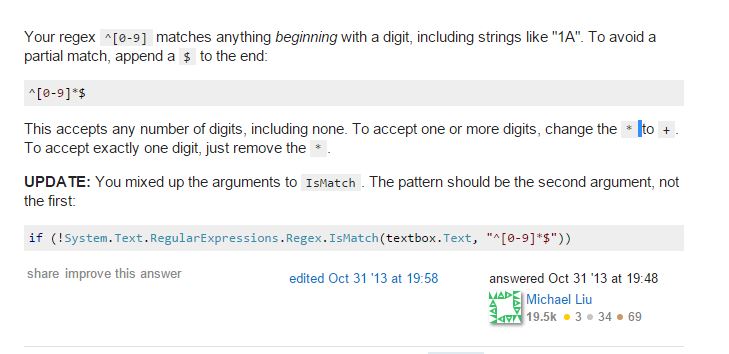 Your regex ^[0-9] matches anything beginning with a digit, including strings like "1A". To avoid a
partial match, append a $ to the end:
^[0-9]*$
This accepts any number of digits, including none. To accept one or more digits, change the * to + .
To accept exactly one digit, just remove the * .
UPDATE: You mixed up the arguments to IsMatch . The pattern should be the second argument, not
the first:
if (!System.Text.RegularExpressions.Regex.IsMatch(textbox.Text, "^[0-9]*$"))
share improve this answer
edited Oct 31 '13 at 19:58
answered Oct 31 '13 at 19:48
Michael Liu
19.5k ● 3 ● 34 ● 69